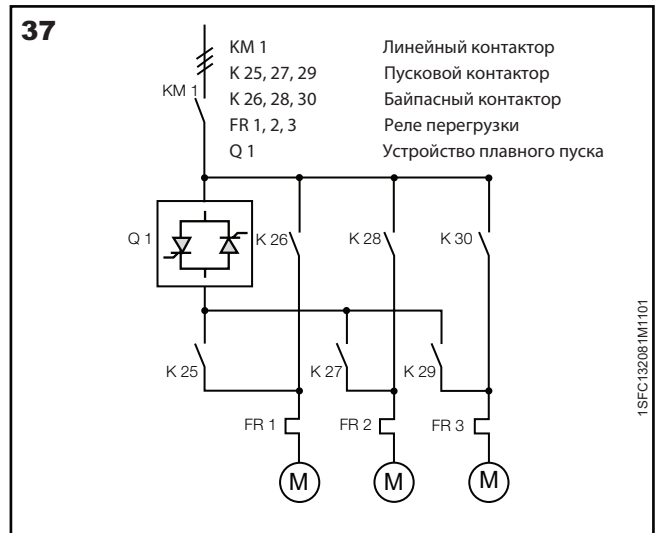 37
KM 1 Линейный контактор
K 25, 27, 29 Пусковой контактор
K 26, 28, 30 Байпасный контактор
FR 1, 2, 3 Реле перегрузки
Q 1 Устройство плавного пуска
KM 1
Q 1
K 26
K 28
K 30
K 25
K 27
K 29
FR 1
FR 2
FR 3
M
M
M
1SFC132081M1101